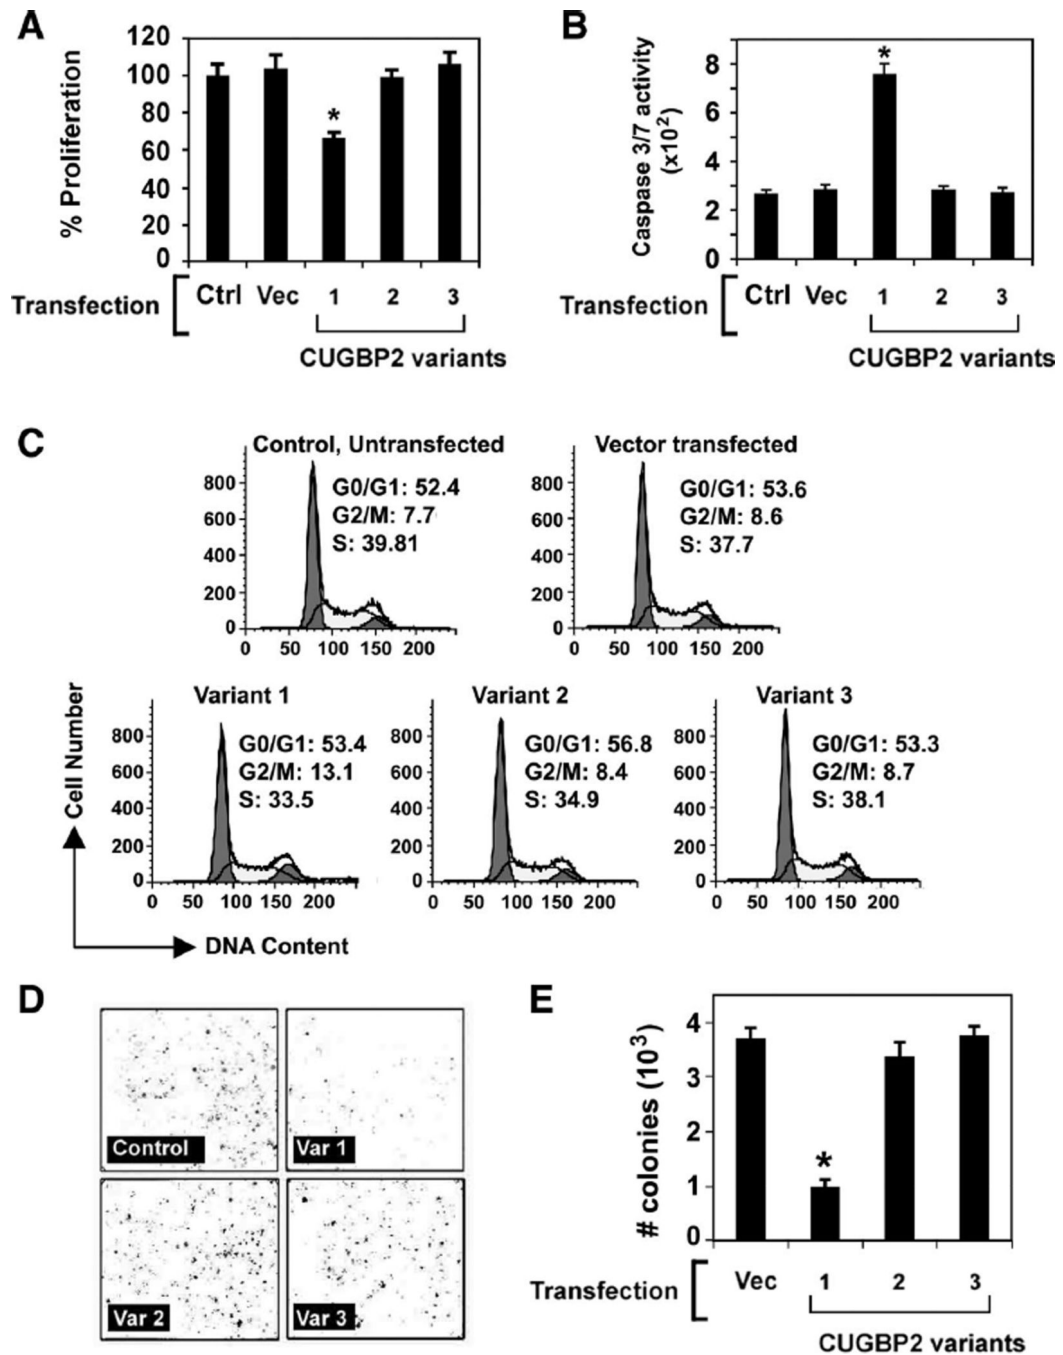 A
% Proliferation
120
100
80
60
40
20
0
*
Transfection
Ctrl Vec 1 2 3
CUGBP2 variants
B
Caspase 3/7 activity
(x10²)
8
6
4
2
0
*
Transfection
Ctrl Vec 1 2 3
CUGBP2 variants
C
Control, Untransfected
G0/G1: 52.4
G2/M: 7.7
S: 39.81
800
600
400
200
0
0 50 100 150 200
Vector transfected
G0/G1: 53.6
G2/M: 8.6
S: 37.7
800
600
400
200
0
0 50 100 150 200
Cell Number
DNA Content
Variant 1
G0/G1: 53.4
G2/M: 13.1
S: 33.5
800
600
400
200
0
0 50 100 150 200
Variant 2
G0/G1: 56.8
G2/M: 8.4
S: 34.9
800
600
400
200
0
0 50 100 150 200
Variant 3
G0/G1: 53.3
G2/M: 8.7
S: 38.1
800
600
400
200
0
0 50 100 150 200
D
Control
Var 1
Var 2
Var 3
E
# colonies (10³)
4
3
2
1
0
*
Transfection
Vec 1 2 3
CUGBP2 variants